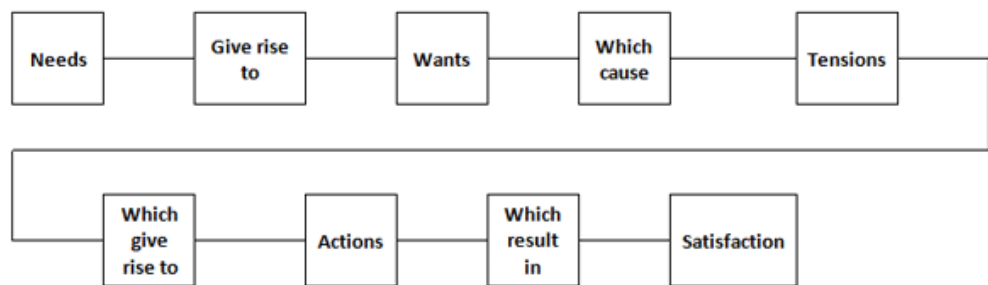 Needs
Give rise
to
Wants
Which
cause
Tensions
Which
give
rise to
Actions
Which
result
in
Satisfaction